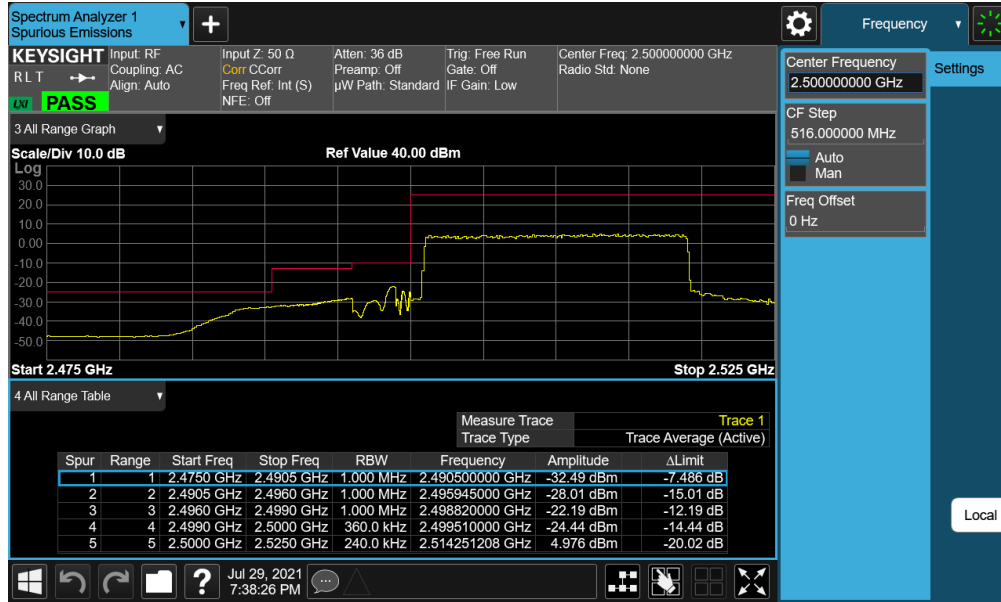 Spectrum Analyzer 1
Spurious Emissions
Frequency
KEYSIGHT
R L T
LXI PASS
Input: RF
Coupling: AC
Align: Auto
Input Z: 50 Ω
Corr CCorr
Freq Ref: Int (S)
NFE: Off
Atten: 36 dB
Preamp: Off
µW Path: Standard
Trig: Free Run
Gate: Off
IF Gain: Low
Center Freq: 2.500000000 GHz
Radio Std: None
Center Frequency
2.500000000 GHz
Settings
CF Step
516.000000 MHz
Auto
Man
Freq Offset
0 Hz
3 All Range Graph
Scale/Div 10.0 dB Ref Value 40.00 dBm
Log
30.0
20.0
10.0
0.00
-10.0
-20.0
-30.0
-40.0
-50.0
Start 2.475 GHz Stop 2.525 GHz
4 All Range Table
Measure Trace Trace 1
Trace Type Trace Average (Active)
Spur Range Start Freq Stop Freq RBW Frequency Amplitude ΔLimit
1 1 2.4750 GHz 2.4905 GHz 1.000 MHz 2.490500000 GHz -32.49 dBm -7.486 dB
2 2 2.4905 GHz 2.4960 GHz 1.000 MHz 2.495945000 GHz -28.01 dBm -15.01 dB
3 3 2.4960 GHz 2.4990 GHz 1.000 MHz 2.498820000 GHz -22.19 dBm -12.19 dB
4 4 2.4990 GHz 2.5000 GHz 360.0 kHz 2.499510000 GHz -24.44 dBm -14.44 dB
5 5 2.5000 GHz 2.5250 GHz 240.0 kHz 2.514251208 GHz 4.976 dBm -20.02 dB
Local
Jul 29, 2021
7:38:26 PM